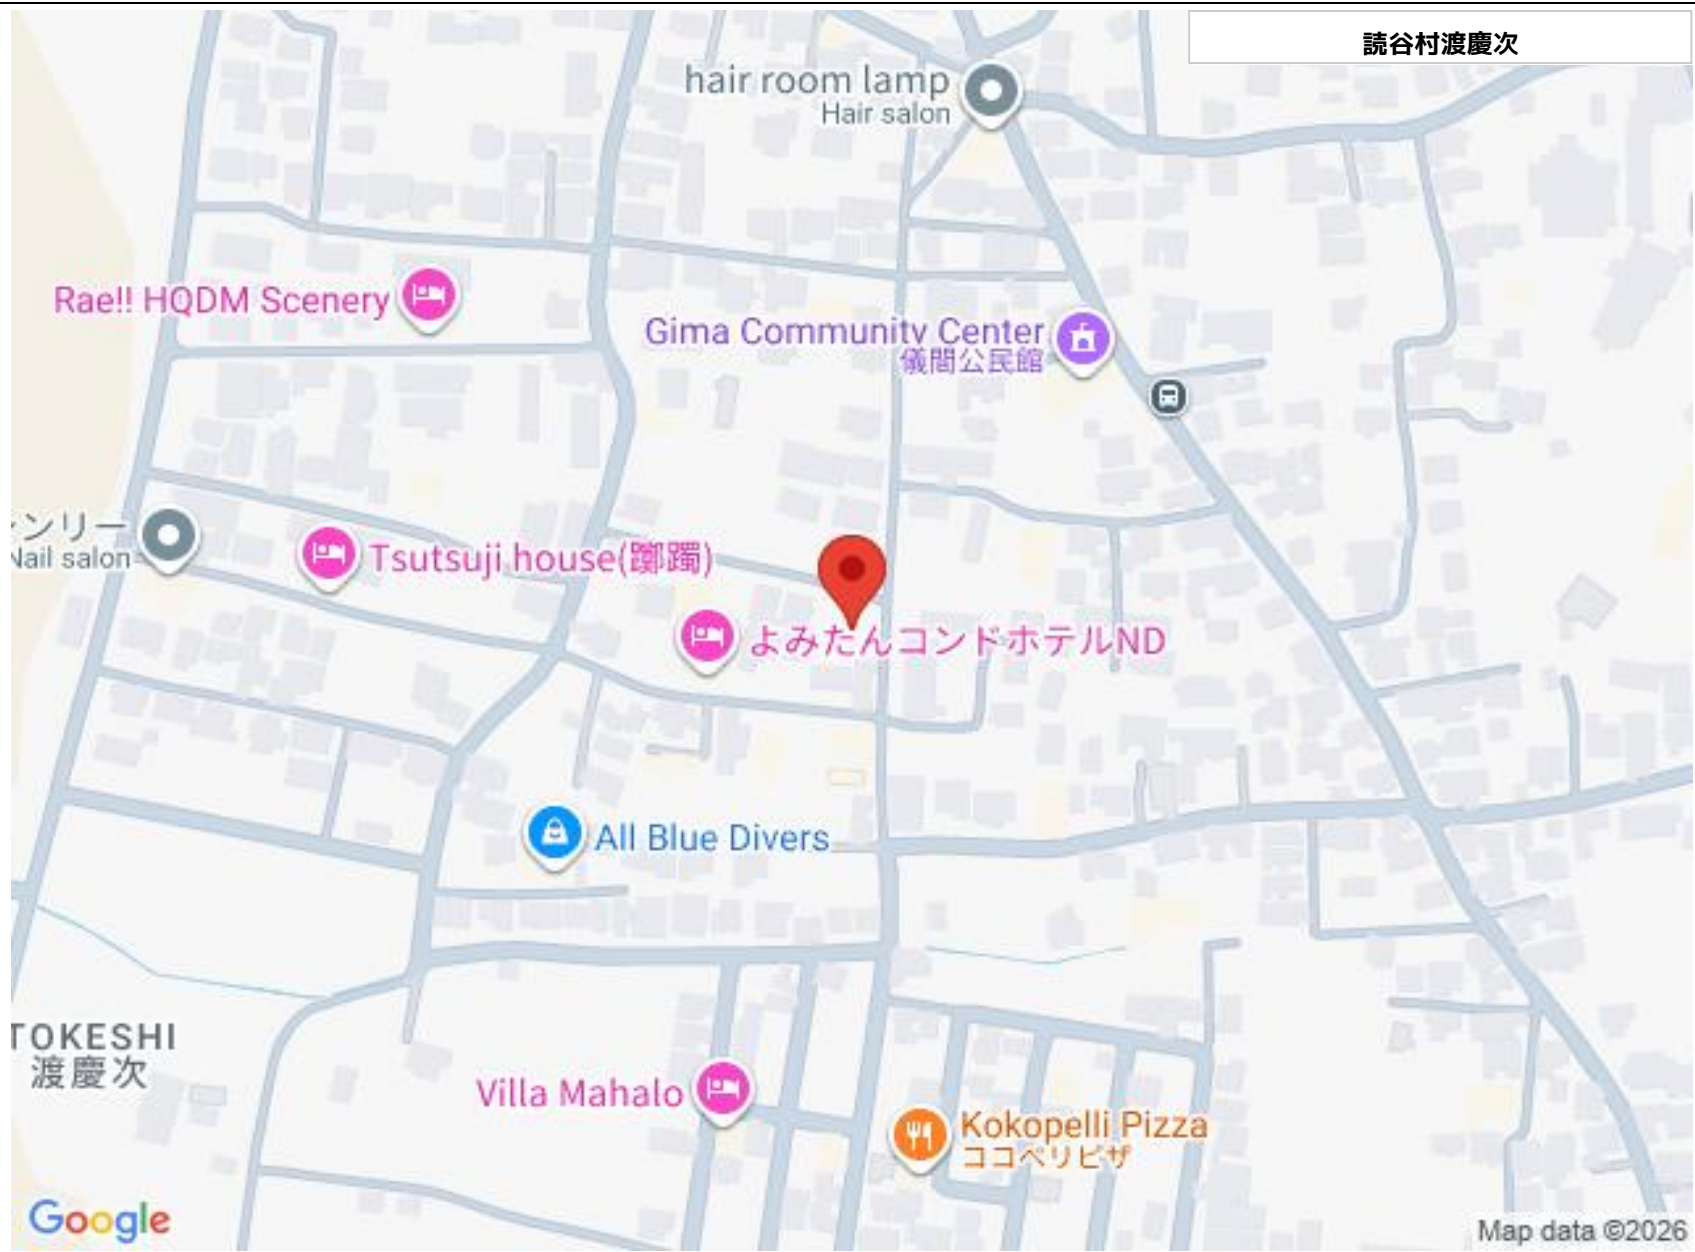 読谷村渡慶次
hair room lamp
Hair salon
Rae!! HQDM Scenery
Gima Community Center
儀間公民館
ンリー
Nail salon
Tsutsuji house(躑躅)
よみたんコンドホテルND
All Blue Divers
TOKESHI
渡慶次
Villa Mahalo
Kokopelli Pizza
ココペリピザ
Google
Map data ©2026